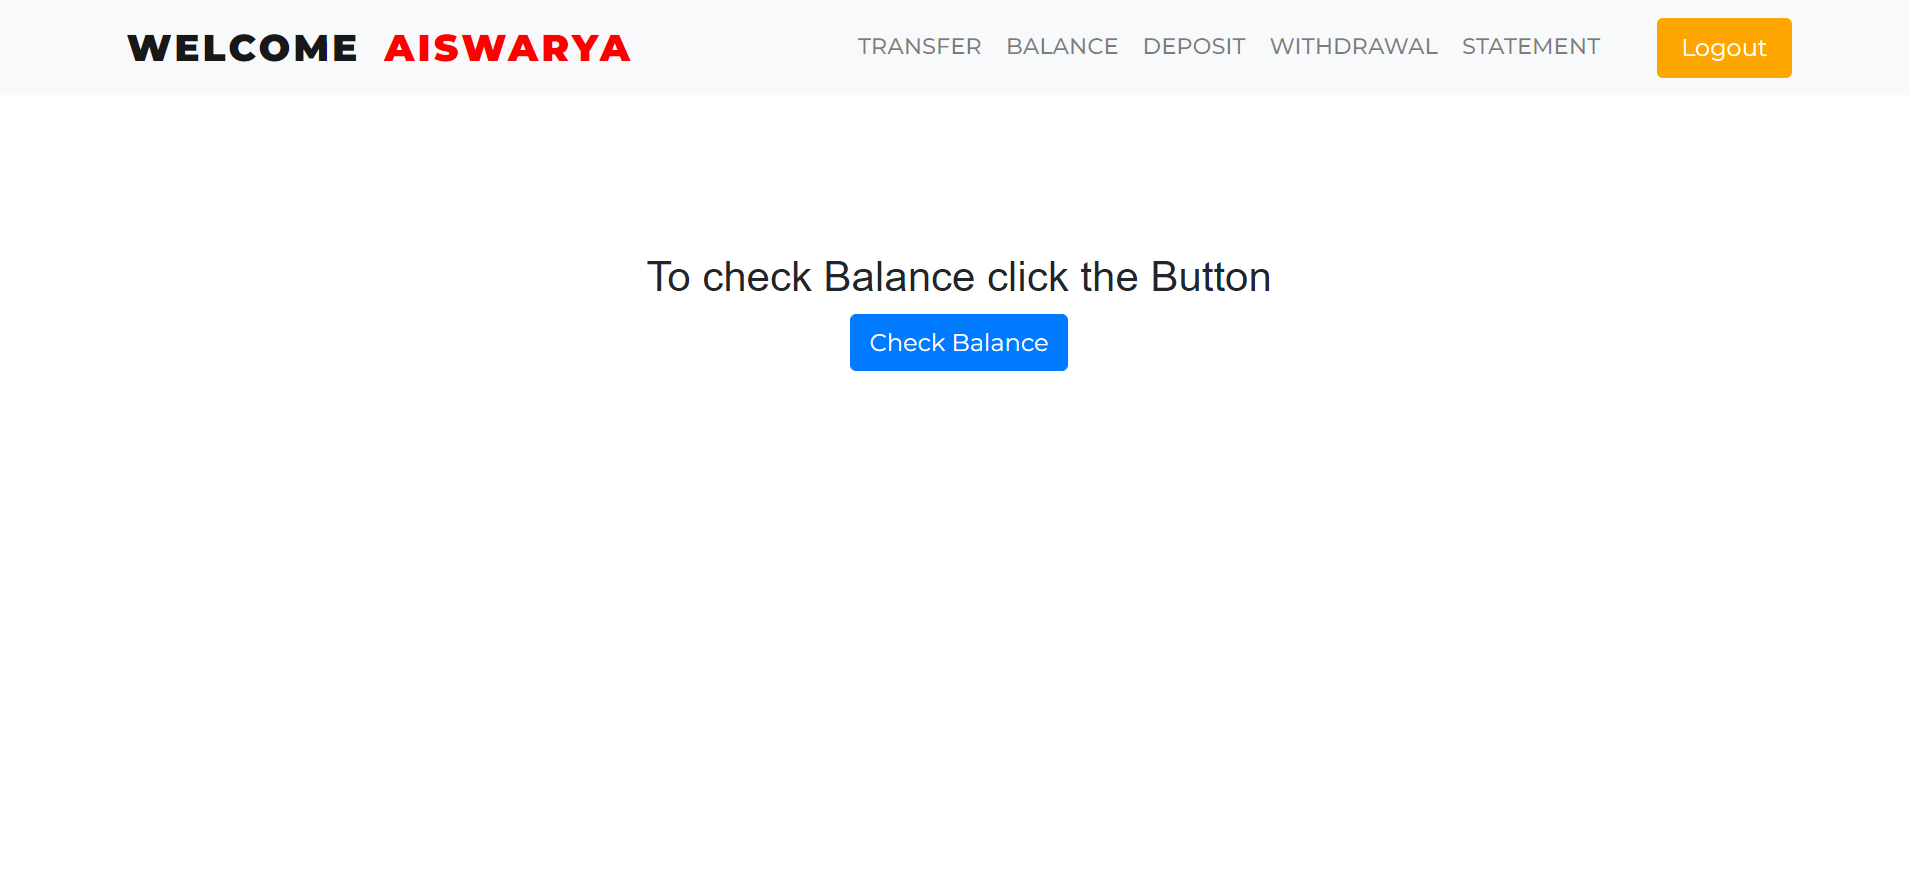 WELCOME AISWARYA
TRANSFER BALANCE DEPOSIT WITHDRAWAL STATEMENT Logout
To check Balance click the Button
Check Balance